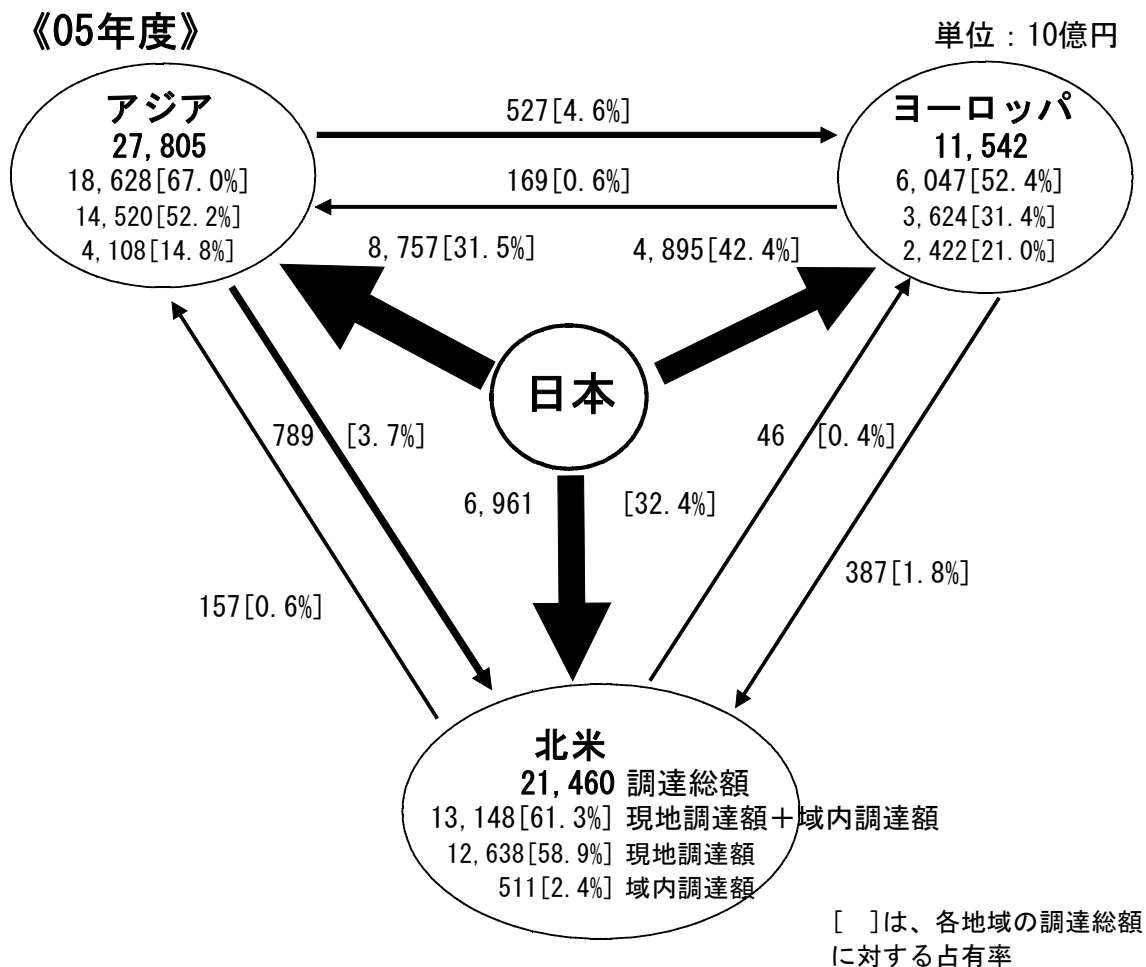 《05年度》
単位：10億円
アジア
27,805
18,628[67.0%]
14,520[52.2%]
4,108[14.8%]
527[4.6%]
169[0.6%]
ヨーロッパ
11,542
6,047[52.4%]
3,624[31.4%]
2,422[21.0%]
8,757[31.5%]
4,895[42.4%]
日本
789 [3.7%]
46 [0.4%]
6,961 [32.4%]
157[0.6%]
387[1.8%]
北米
21,460 調達総額
13,148[61.3%] 現地調達額＋域内調達額
12,638[58.9%] 現地調達額
511[2.4%] 域内調達額
[ ]は、各地域の調達総額
に対する占有率